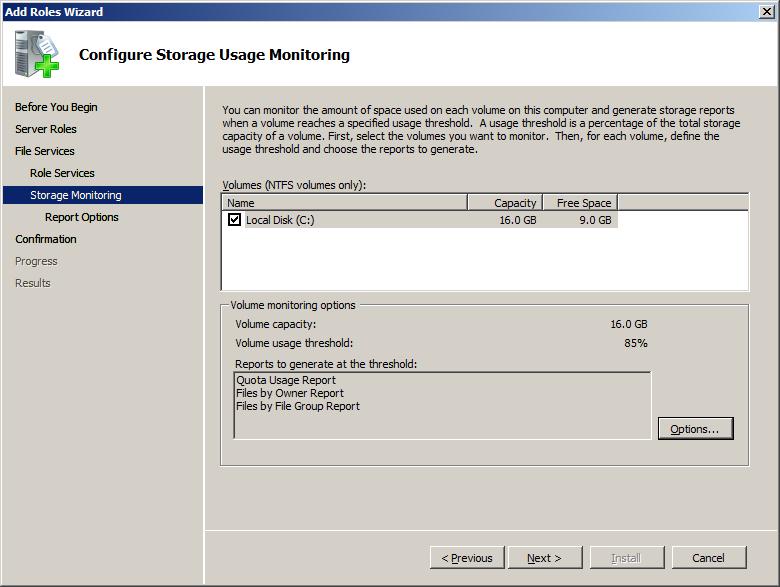 Add Roles Wizard
Configure Storage Usage Monitoring
Before You Begin
Server Roles
File Services
Role Services
Storage Monitoring
Report Options
Confirmation
Progress
Results
You can monitor the amount of space used on each volume on this computer and generate storage reports
when a volume reaches a specified usage threshold. A usage threshold is a percentage of the total storage
capacity of a volume. First, select the volumes you want to monitor. Then, for each volume, define the
usage threshold and choose the reports to generate.
Volumes (NTFS volumes only):
Name Capacity Free Space
Local Disk (C:) 16.0 GB 9.0 GB
Volume monitoring options
Volume capacity: 16.0 GB
Volume usage threshold: 85%
Reports to generate at the threshold:
Quota Usage Report
Files by Owner Report
Files by File Group Report
Options...
< Previous Next > Install Cancel